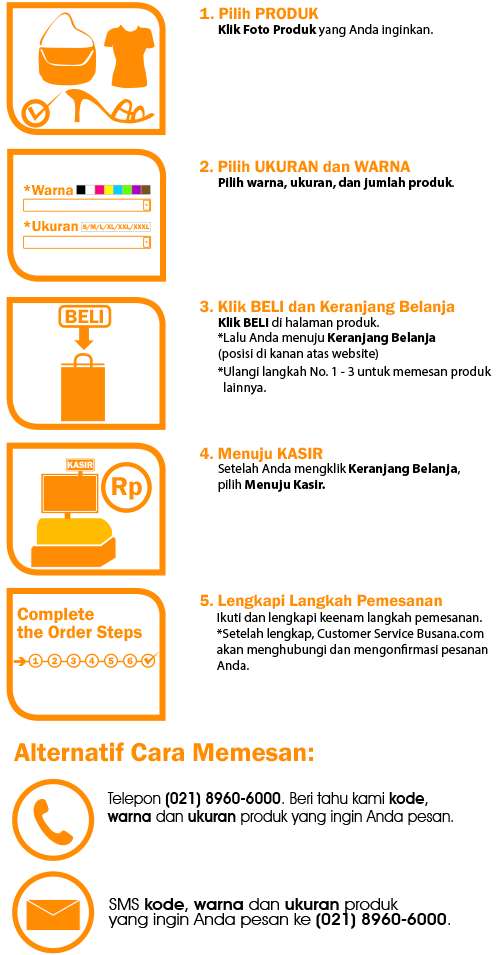 1. Pilih PRODUK
Klik Foto Produk yang Anda inginkan.
*Warna
*Ukuran S/M/L/XL/XXL/XXXL
2. Pilih UKURAN dan WARNA
Pilih warna, ukuran, dan jumlah produk.
BELI
3. Klik BELI dan Keranjang Belanja
Klik BELI di halaman produk.
*Lalu Anda menuju Keranjang Belanja
(posisi di kanan atas website)
*Ulangi langkah No. 1 - 3 untuk memesan produk
lainnya.
KASIR
Rp
4. Menuju KASIR
Setelah Anda mengklik Keranjang Belanja,
pilih Menuju Kasir.
Complete
the Order Steps
1 2 3 4 5 6
5. Lengkapi Langkah Pemesanan
Ikuti dan lengkapi keenam langkah pemesanan.
*Setelah lengkap, Customer Service Busana.com
akan menghubungi dan mengonfirmasi pesanan
Anda.
Alternatif Cara Memesan:
Telepon (021) 8960-6000. Beri tahu kami kode,
warna dan ukuran produk yang ingin Anda pesan.
SMS kode, warna dan ukuran produk
yang ingin Anda pesan ke (021) 8960-6000.